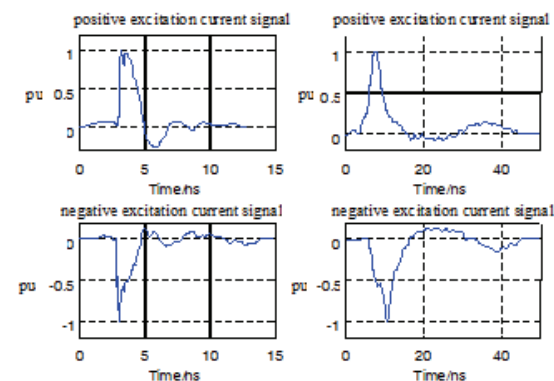 positive excitation current signal
1
pu 0.5
0
0 5 10 15
Time/ns
positive excitation current signal
1
pu 0.5
0
0 20 40
Time/ns
negative excitation current signal
0
pu -0.5
-1
0 5 10 15
Time/ns
negative excitation current signal
0
pu -0.5
-1
0 20 40
Time/ns